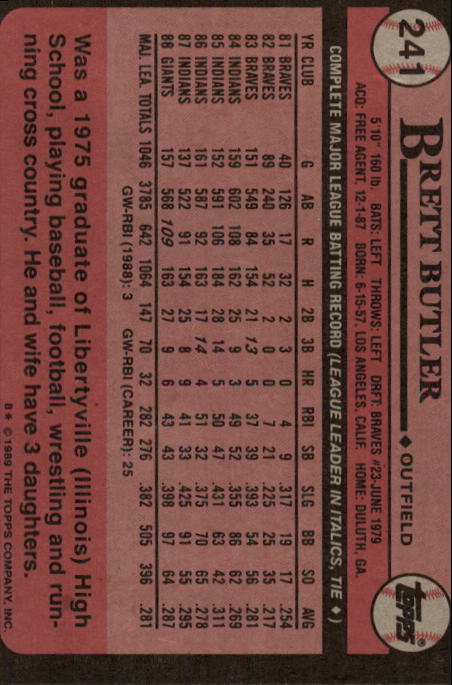 241
BRETT BUTLER ◆ OUTFIELD
TOPPS®
5'10" 160 lb. BATS: LEFT THROWS: LEFT DRFT: BRAVES #23-JUNE 1979
ACQ: FREE AGENT, 12-1-87 BORN: 6-15-57, LOS ANGELES, CALIF. HOME: DULUTH, GA.
COMPLETE MAJOR LEAGUE BATTING RECORD (LEAGUE LEADER IN ITALICS, TIE ◆)
YR CLUB G AB R H 2B 3B HR RBI SB SLG BB SO AVG
81 BRAVES 40 126 17 32 2 3 0 4 9 .317 19 17 .254
82 BRAVES 89 240 35 52 2 0 0 7 21 .225 25 35 .217
83 BRAVES 151 549 84 154 21 13 5 37 39 .393 54 56 .281
84 INDIANS 159 602 108 162 25 9 3 49 52 .355 86 62 .269
85 INDIANS 152 591 106 184 28 14 5 50 47 .431 63 42 .311
86 INDIANS 161 587 92 163 17 14 4 51 32 .375 70 65 .278
87 INDIANS 137 522 91 154 25 8 9 41 33 .425 91 55 .295
88 GIANTS 157 568 109 163 27 9 6 43 43 .398 97 64 .287
MAJ. LEA. TOTALS 1046 3785 642 1064 147 70 32 282 276 .382 505 396 .281
GW-RBI (1988): 3 GW-RBI (CAREER): 25
Was a 1975 graduate of Libertyville (Illinois) High
School, playing baseball, football, wrestling and run-
ning cross country. He and wife have 3 daughters.
B* © 1989 THE TOPPS COMPANY, INC.